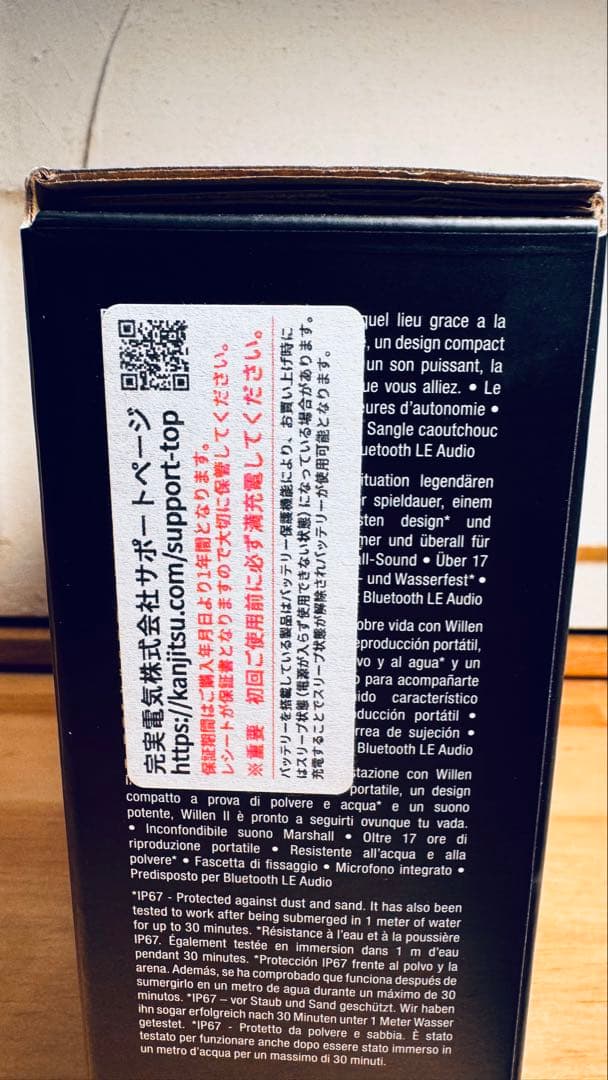 完実電気株式会社サポートページ
https://kanjitsu.com/support-top
保証期間はご購入年月日より1年間となります。
レシートが保証書となりますので大切に保管してください。
※重要 初回ご使用前に必ず満充電してください。
バッテリーを搭載している製品はバッテリー保護機能により、お買い上げ時に
はスリープ状態(電源が入らず使用できない状態)になっている場合があります。
充電することでスリープ状態が解除されバッテリーが使用可能となります。
quel lieu grace a la
, un design compact
un son puissant, la
ue vous alliez. • Le
eures d'autonomie •
Sangle caoutchouc
uetooth LE Audio
ituation legendären
r spieldauer, einem
sten design* und
mer und überall für
ll-Sound • Über 17
- und Wasserfest* •
Bluetooth LE Audio
obre vida con Willen
eproducción portátil,
vo y al agua* y un
o para acompañarte
ido característico
ducción portátil •
rrea de sujeción •
Bluetooth LE Audio
stazione con Willen
portatile, un design
compatto a prova di polvere e acqua* e un suono
potente, Willen II è pronto a seguirti ovunque tu vada.
• Inconfondibile suono Marshall • Oltre 17 ore di
riproduzione portatile • Resistente all'acqua e alla
polvere* • Fascetta di fissaggio • Microfono integrato •
Predisposto per Bluetooth LE Audio
*IP67 - Protected against dust and sand. It has also been
tested to work after being submerged in 1 meter of water
for up to 30 minutes. *Résistance à l'eau et à la poussière
IP67. Également testée en immersion dans 1 m d'eau
pendant 30 minutes. *Protección IP67 frente al polvo y la
arena. Además, se ha comprobado que funciona después de
sumergirlo en un metro de agua durante un máximo de 30
minutos. *IP67 – vor Staub und Sand geschützt. Wir haben
ihn sogar erfolgreich nach 30 Minuten unter 1 Meter Wasser
getestet. *IP67 - Protetto da polvere e sabbia. È stato
testato per funzionare anche dopo essere stato immerso in
un metro d'acqua per un massimo di 30 minuti.